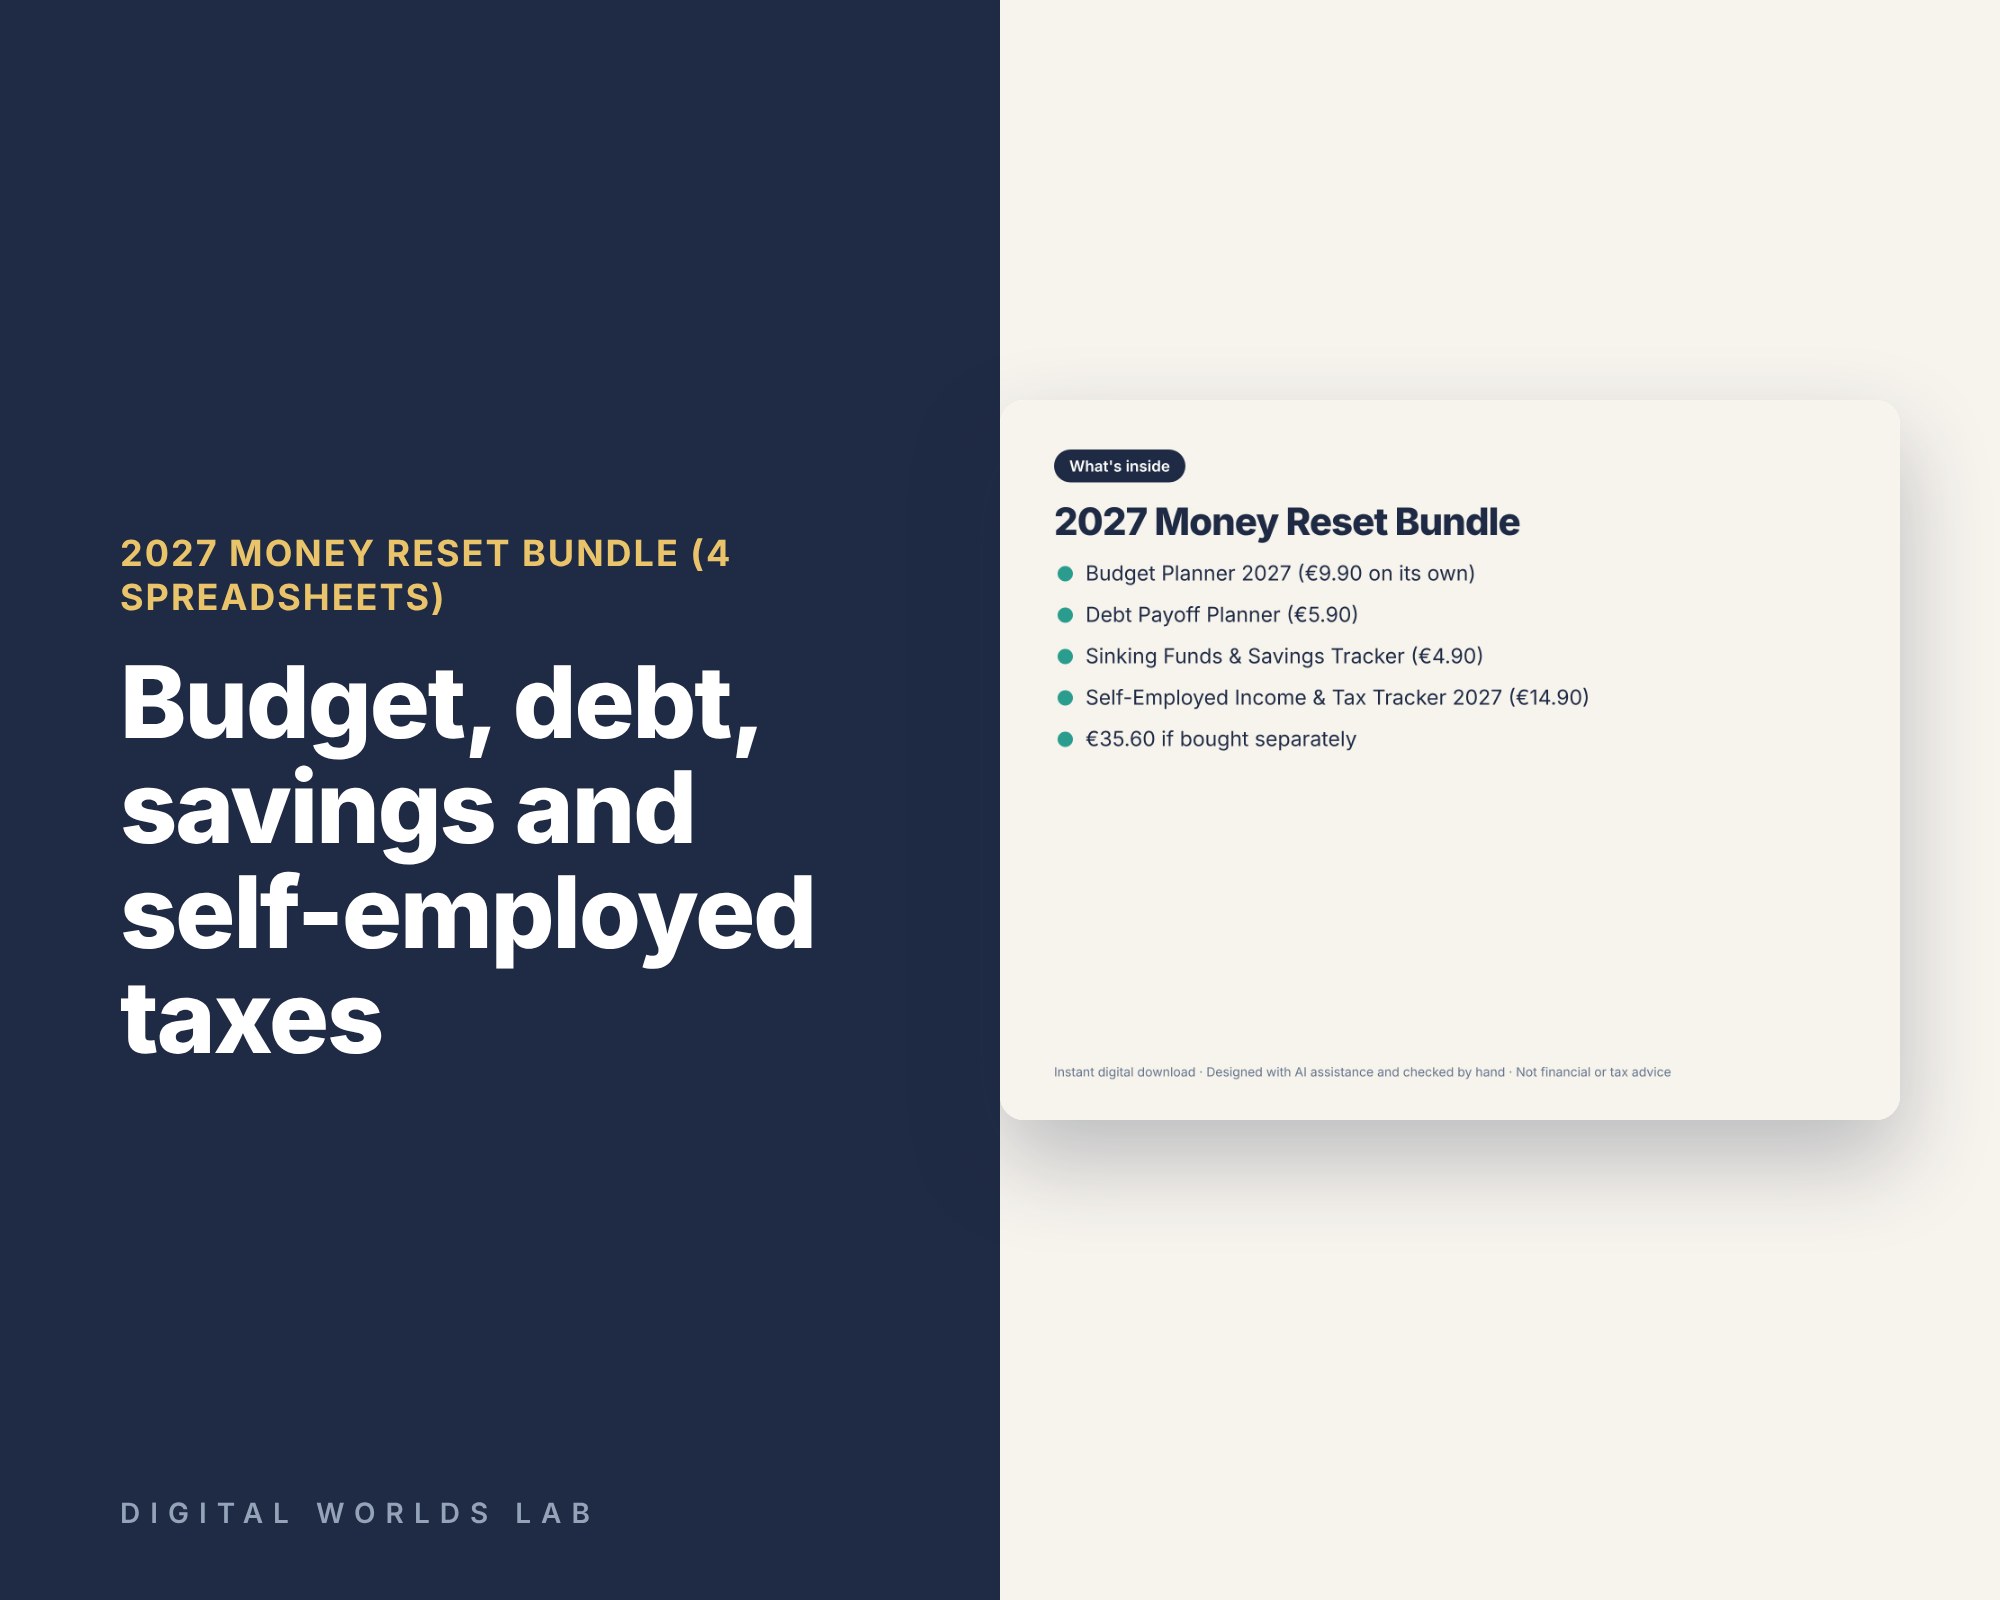 2027 MONEY RESET BUNDLE (4
SPREADSHEETS)
Budget, debt,
savings and
self-employed
taxes
DIGITAL WORLDS LAB
What's inside
2027 Money Reset Bundle
Budget Planner 2027 (€9.90 on its own)
Debt Payoff Planner (€5.90)
Sinking Funds & Savings Tracker (€4.90)
Self-Employed Income & Tax Tracker 2027 (€14.90)
€35.60 if bought separately
Instant digital download · Designed with AI assistance and checked by hand · Not financial or tax advice